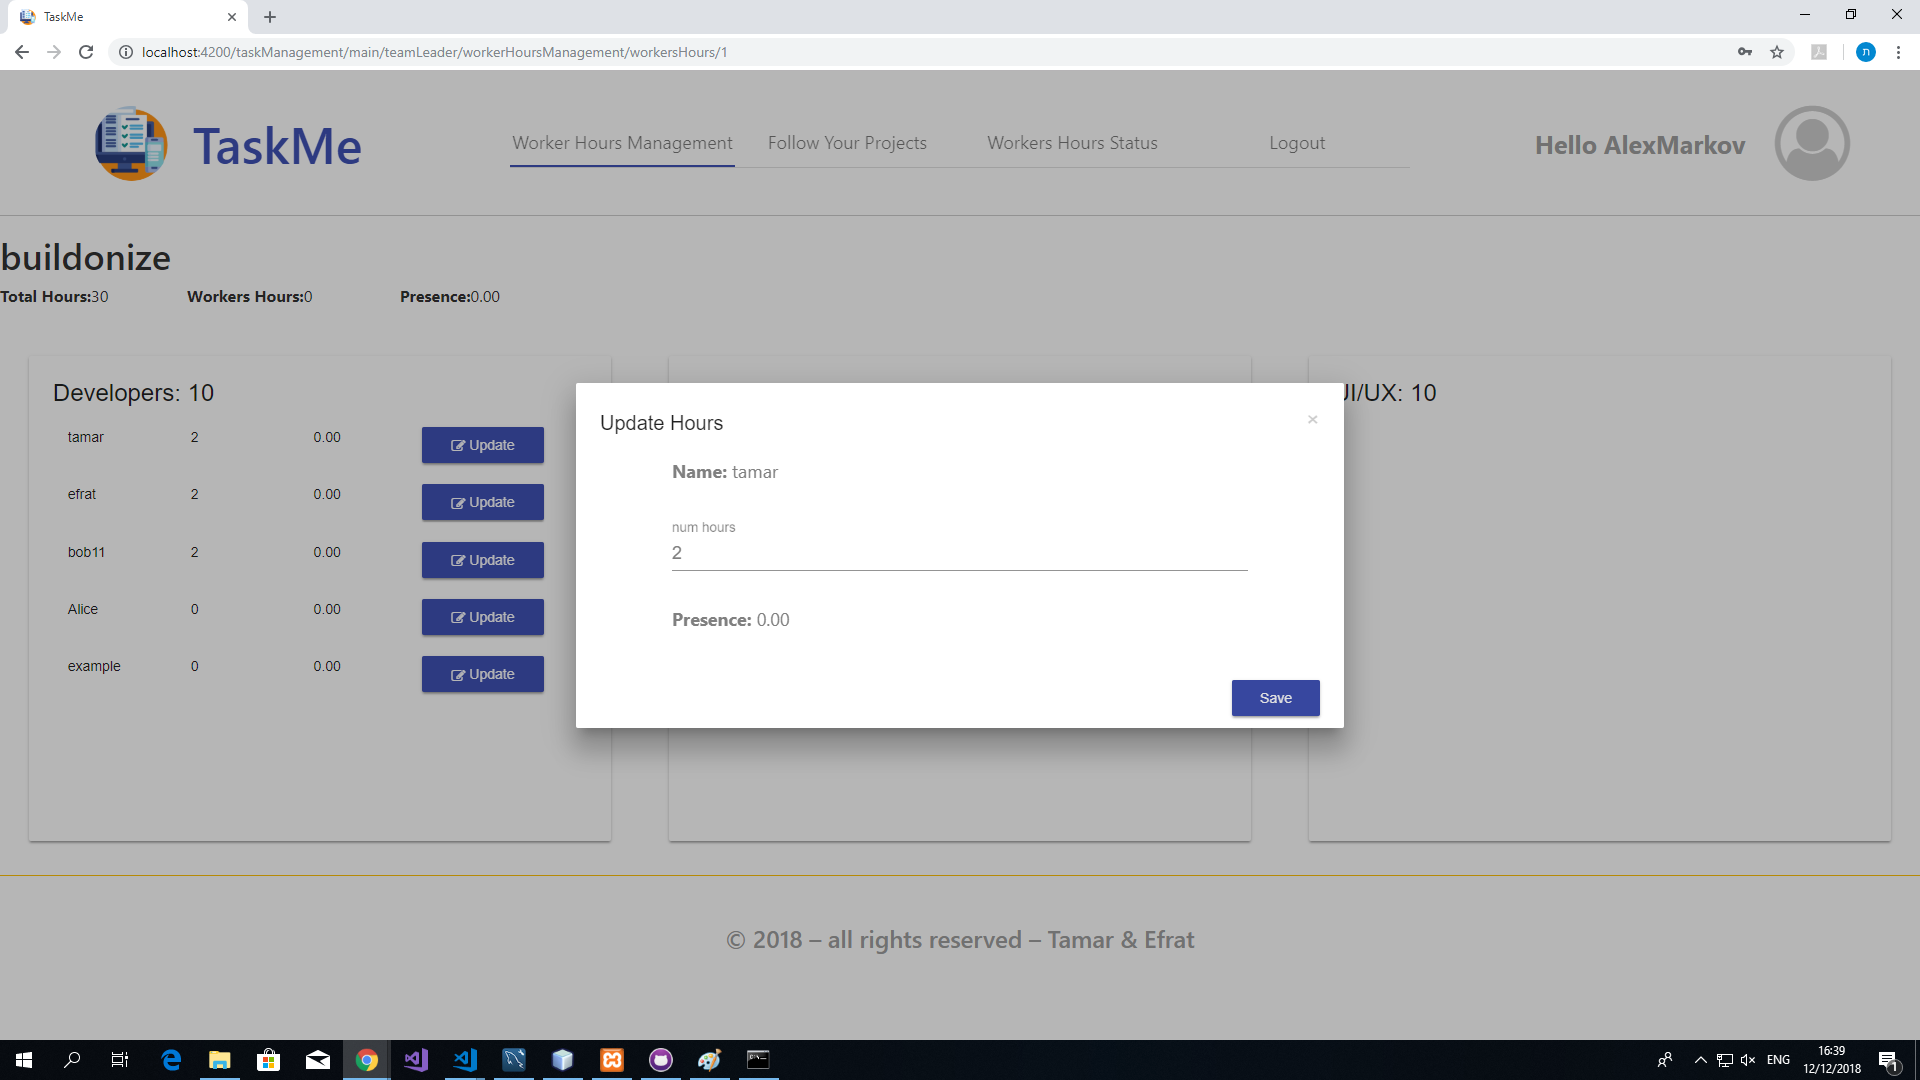 TaskMe
localhost:4200/taskManagement/main/teamLeader/workerHoursManagement/workersHours/1
TaskMe
Worker Hours Management
Follow Your Projects
Workers Hours Status
Logout
Hello AlexMarkov
buildonize
Total Hours:30 Workers Hours:0 Presence:0.00
Developers: 10
tamar 2 0.00 Update
efrat 2 0.00 Update
bob11 2 0.00 Update
Alice 0 0.00 Update
example 0 0.00 Update
UI/UX: 10
Update Hours ×
Name: tamar
num hours
2
Presence: 0.00
Save
© 2018 – all rights reserved – Tamar & Efrat
ENG
16:39
12/12/2018
1